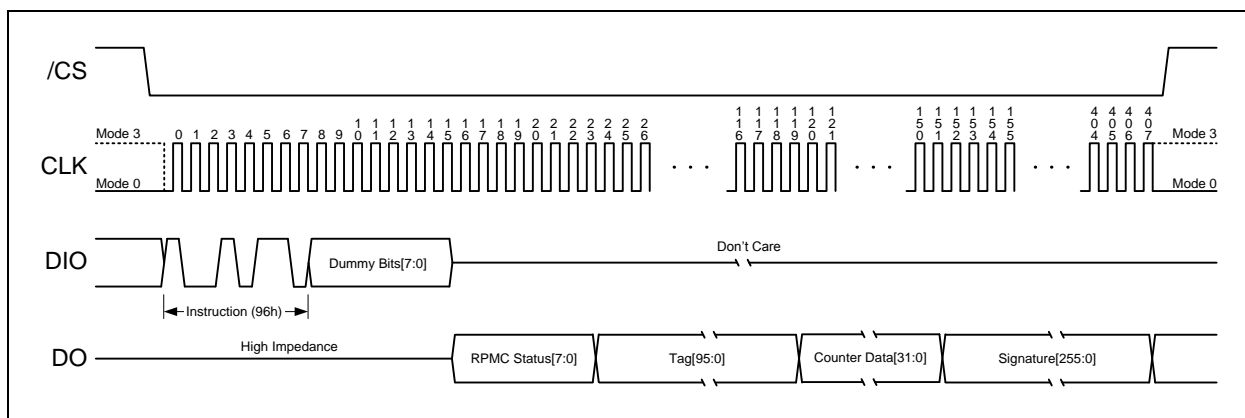 /CS
Mode 3
0 1 2 3 4 5 6 7 8 9 10 11 12 13 14 15 16 17 18 19 20 21 22 23 24 25 26 116 117 118 119 120 121 150 151 152 153 154 155 404 405 406 407
Mode 3
CLK
. . .
. . .
. . .
Mode 0
Mode 0
DIO
Dummy Bits[7:0]
Don't Care
Instruction (96h)
DO
High Impedance
RPMC Status[7:0]
Tag[95:0]
Counter Data[31:0]
Signature[255:0]